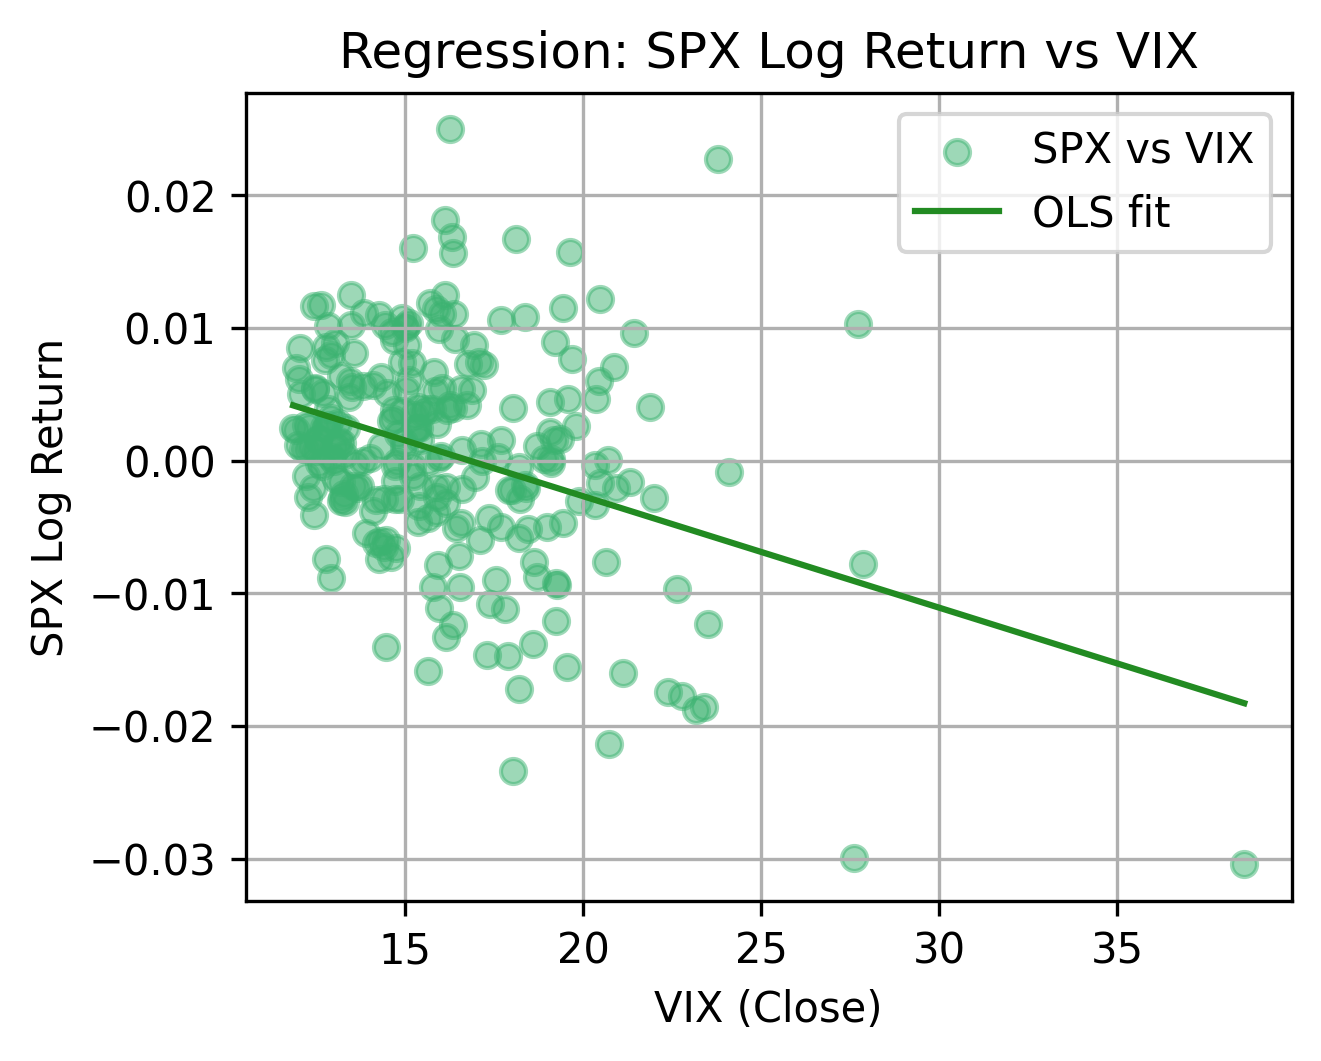 Regression: SPX Log Return vs VIX
SPX vs VIX
OLS fit
SPX Log Return
0.02
0.01
0.00
−0.01
−0.02
−0.03
15
20
25
30
35
VIX (Close)